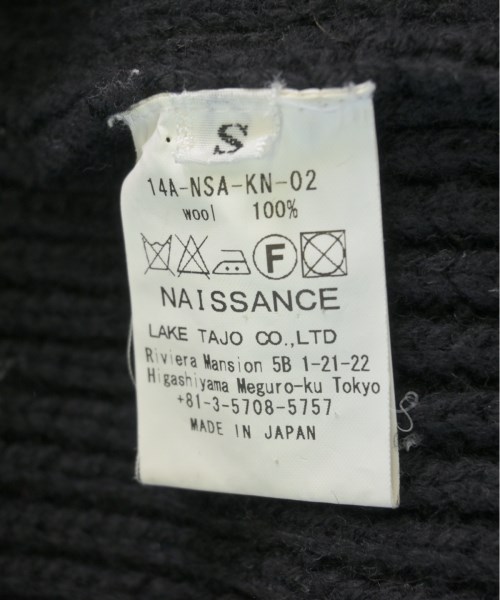 S
14A-NSA-KN-02
wool 100%
F
NAISSANCE
LAKE TAJO CO.,LTD
Riviera Mansion 5B 1-21-22
Higashiyama Meguro-ku Tokyo
+81-3-5708-5757
MADE IN JAPAN